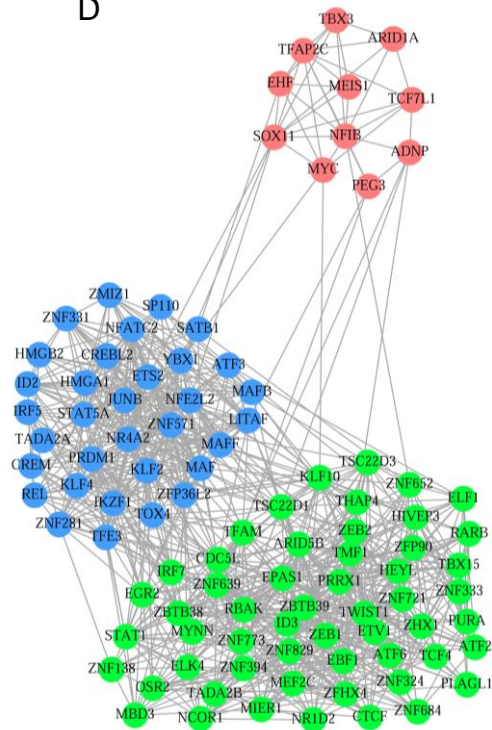 D
TBX3
ARID1A
TFAP2C
EHF
MEIS1
TCF7L1
SOX11
NFIB
ADNP
MYC
PEG3
ZMIZ1
SP110
ZNF331
NFATC2
SATB1
HMGB2
CREBL2
YBX1
ATF3
ETS2
ID2
HMGA1
MAFB
JUNB
NFE2L2
IRF5
STAT5A
LITAF
ZNF571
TADA2A
NR4A2
MAFF
CREM
PRDM1
KLF2
MAF
REL
KLF4
IKZF1
ZFP36L2
TOX4
ZNF281
TFE3
TSC22D3
KLF10
ZNF652
TSC22D1
THAP4
ELF1
HIVEP3
TFAM
ZEB2
RARB
ARID5B
TMF1
ZFP90
CDC5L
TBX15
IRF7
EPAS1
PRRX1
HEYL
ZNF639
ZNF333
EGR2
ZNF721
ZBTB38
RBAK
ZBTB39
TWIST1
PURA
STAT1
MYNN
ID3
ZEB1
ETV1
ZHX1
ZNF773
ZNF829
ATF2
ZNF138
ELK4
ZNF394
EBF1
ATF6
TCF4
OSR2
TADA2B
MEF2C
ZFHX4
ZNF324
PLAGL1
MBD3
NCOR1
MIER1
NR1D2
CTCF
ZNF684